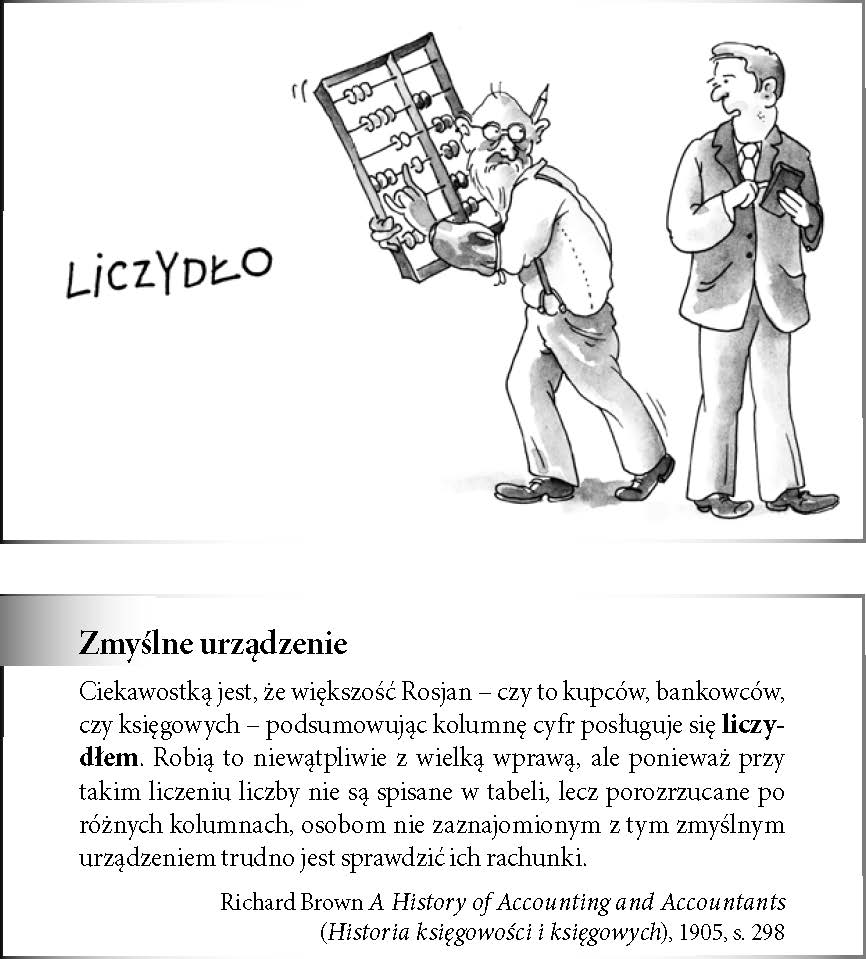 LiCZYDŁO
Zmyślne urządzenie
Ciekawostką jest, że większość Rosjan – czy to kupców, bankowców,
czy księgowych – podsumowując kolumnę cyfr posługuje się liczy-
dłem. Robią to niewątpliwie z wielką wprawą, ale ponieważ przy
takim liczeniu liczby nie są spisane w tabeli, lecz porozrzucane po
różnych kolumnach, osobom nie zaznajomionym z tym zmyślnym
urządzeniem trudno jest sprawdzić ich rachunki.
Richard Brown A History of Accounting and Accountants
(Historia księgowości i księgowych), 1905, s. 298